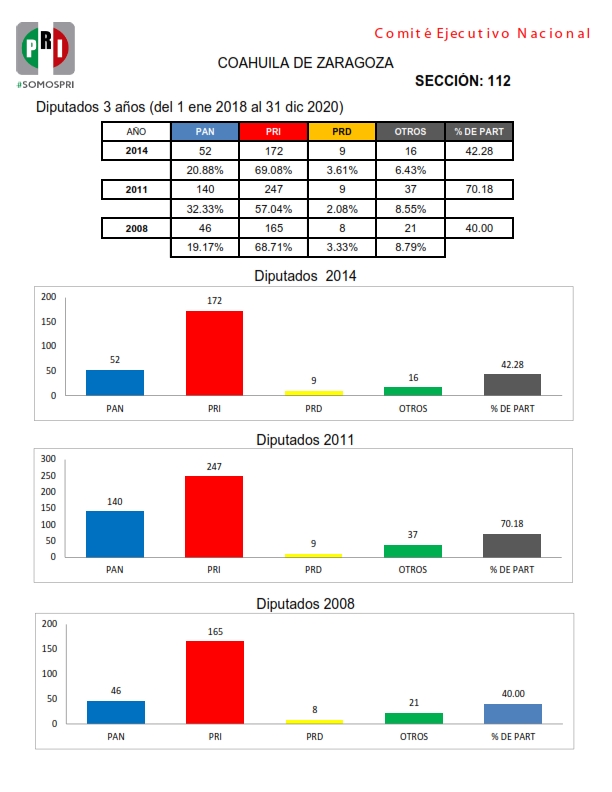 Comité Ejecutivo Nacional
PRI
#SOMOSPRI
COAHUILA DE ZARAGOZA
SECCIÓN: 112
Diputados 3 años (del 1 ene 2018 al 31 dic 2020)
AÑO PAN PRI PRD OTROS % DE PART
2014 52 172 9 16 42.28
20.88% 69.08% 3.61% 6.43%
2011 140 247 9 37 70.18
32.33% 57.04% 2.08% 8.55%
2008 46 165 8 21 40.00
19.17% 68.71% 3.33% 8.79%
Diputados 2014
200
150
100
50
0
52 172 9 16 42.28
PAN PRI PRD OTROS % DE PART
Diputados 2011
300
250
200
150
100
50
0
140 247 9 37 70.18
PAN PRI PRD OTROS % DE PART
Diputados 2008
200
150
100
50
0
46 165 8 21 40.00
PAN PRI PRD OTROS % DE PART